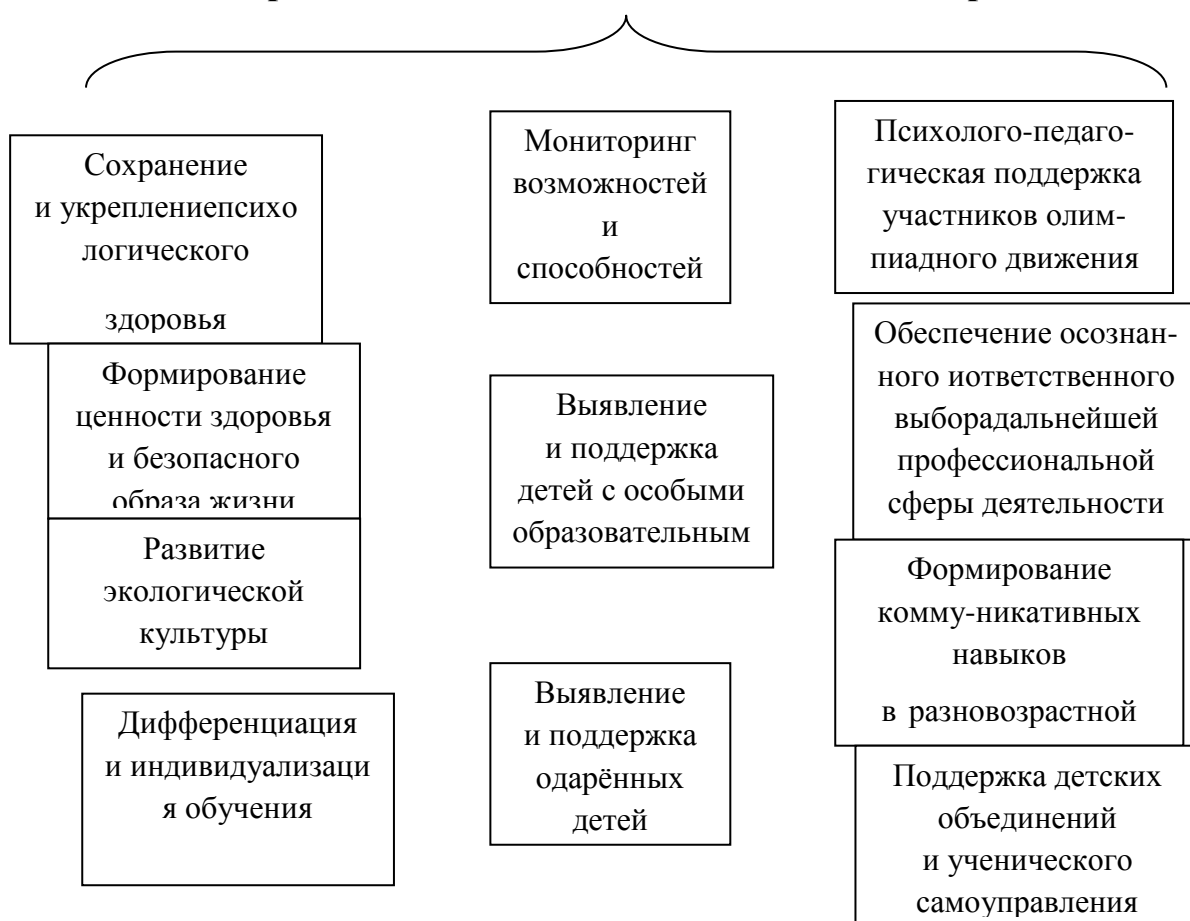 Сохранение
и укреплениепсихо
логического
здоровья
Формирование
ценности здоровья
и безопасного
образа жизни
Развитие
экологической
культуры
Дифференциация
и индивидуализаци
я обучения
Мониторинг
возможностей
и
способностей
Выявление
и поддержка
детей с особыми
образовательным
Выявление
и поддержка
одарённых
детей
Психолого-педаго-
гическая поддержка
участников олим-
пиадного движения
Обеспечение осознан-
ного иответственного
выборадальнейшей
профессиональной
сферы деятельности
Формирование
комму-никативных
навыков
в разновозрастной
Поддержка детских
объединений
и ученического
самоуправления